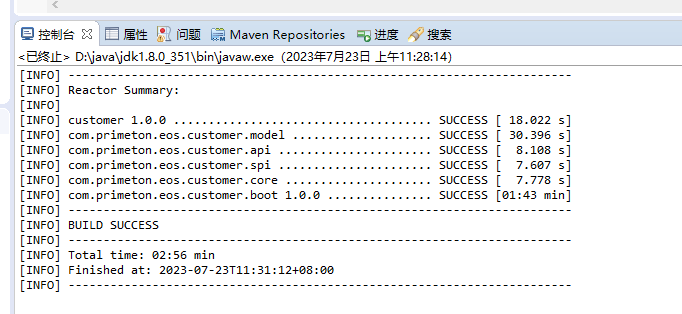 控制台 属性 问题 Maven Repositories 进度 搜索
<已终止> D:\java\jdk1.8.0_351\bin\javaw.exe（2023年7月23日 上午11:28:14）
[INFO] ------------------------------------------------------------------------
[INFO] Reactor Summary:
[INFO]
[INFO] customer 1.0.0 ..................................... SUCCESS [ 18.022 s]
[INFO] com.primeton.eos.customer.model .................... SUCCESS [ 30.396 s]
[INFO] com.primeton.eos.customer.api ...................... SUCCESS [  8.108 s]
[INFO] com.primeton.eos.customer.spi ...................... SUCCESS [  7.607 s]
[INFO] com.primeton.eos.customer.core ..................... SUCCESS [  7.778 s]
[INFO] com.primeton.eos.customer.boot 1.0.0 ............... SUCCESS [01:43 min]
[INFO] ------------------------------------------------------------------------
[INFO] BUILD SUCCESS
[INFO] ------------------------------------------------------------------------
[INFO] Total time: 02:56 min
[INFO] Finished at: 2023-07-23T11:31:12+08:00
[INFO] ------------------------------------------------------------------------